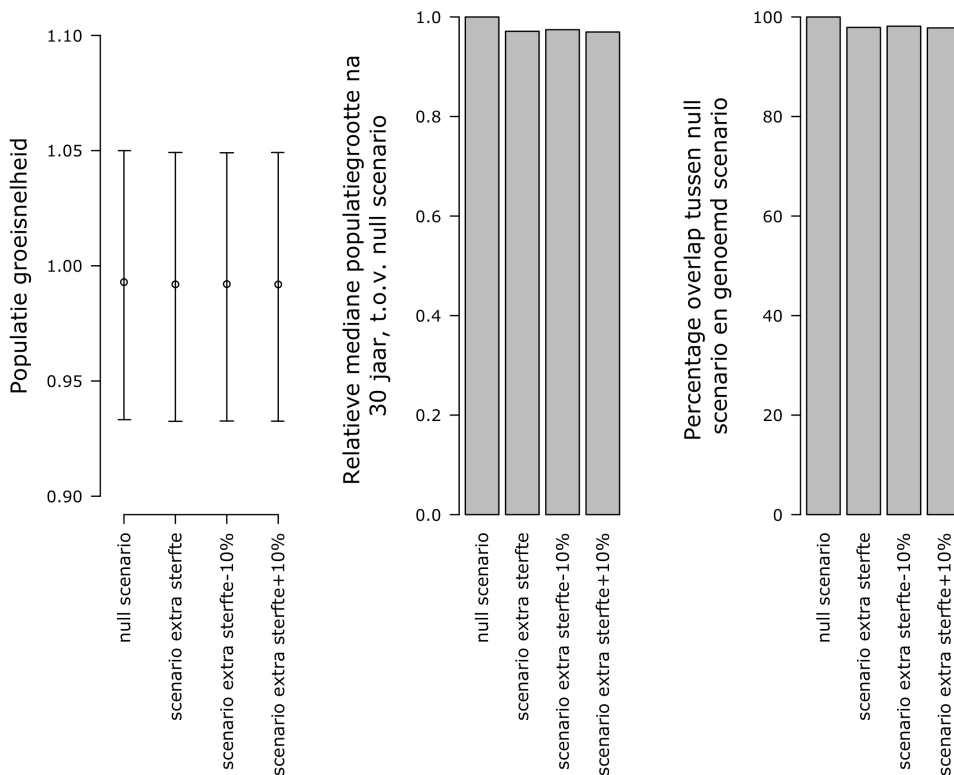 Populatie groeisnelheid
1.10
1.05
1.00
0.95
0.90
null scenario
scenario extra sterfte
scenario extra sterfte-10%
scenario extra sterfte+10%
Relatieve mediane populatiegrootte na
30 jaar, t.o.v. null scenario
1.0
0.8
0.6
0.4
0.2
0.0
null scenario
scenario extra sterfte
scenario extra sterfte-10%
scenario extra sterfte+10%
Percentage overlap tussen null
scenario en genoemd scenario
100
80
60
40
20
0
null scenario
scenario extra sterfte
scenario extra sterfte-10%
scenario extra sterfte+10%